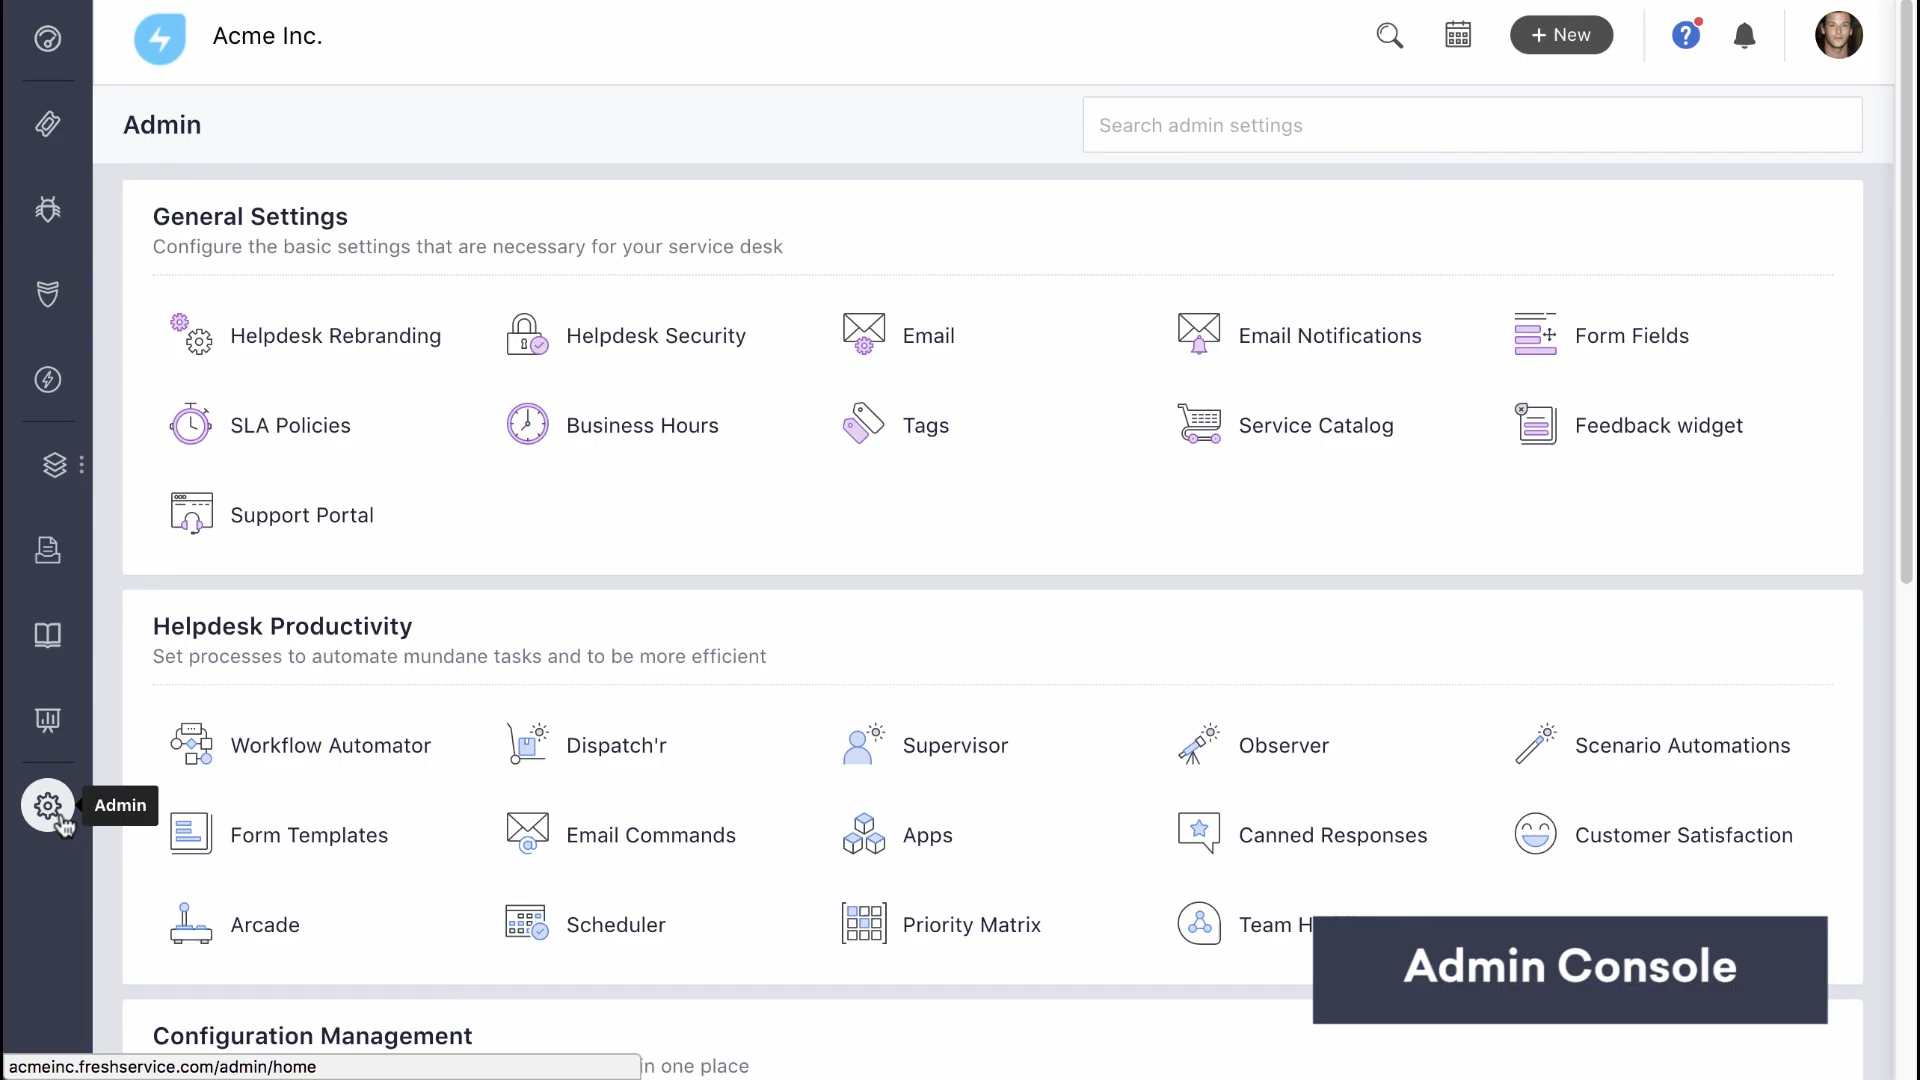 Acme Inc.
+ New
Admin
Search admin settings
General Settings
Configure the basic settings that are necessary for your service desk
Helpdesk Rebranding
Helpdesk Security
Email
Email Notifications
Form Fields
SLA Policies
Business Hours
Tags
Service Catalog
Feedback widget
Support Portal
Helpdesk Productivity
Set processes to automate mundane tasks and to be more efficient
Workflow Automator
Dispatch'r
Supervisor
Observer
Scenario Automations
Admin
Form Templates
Email Commands
Apps
Canned Responses
Customer Satisfaction
Arcade
Scheduler
Priority Matrix
Team
Admin Console
Configuration Management
in one place
acmeinc.freshservice.com/admin/home